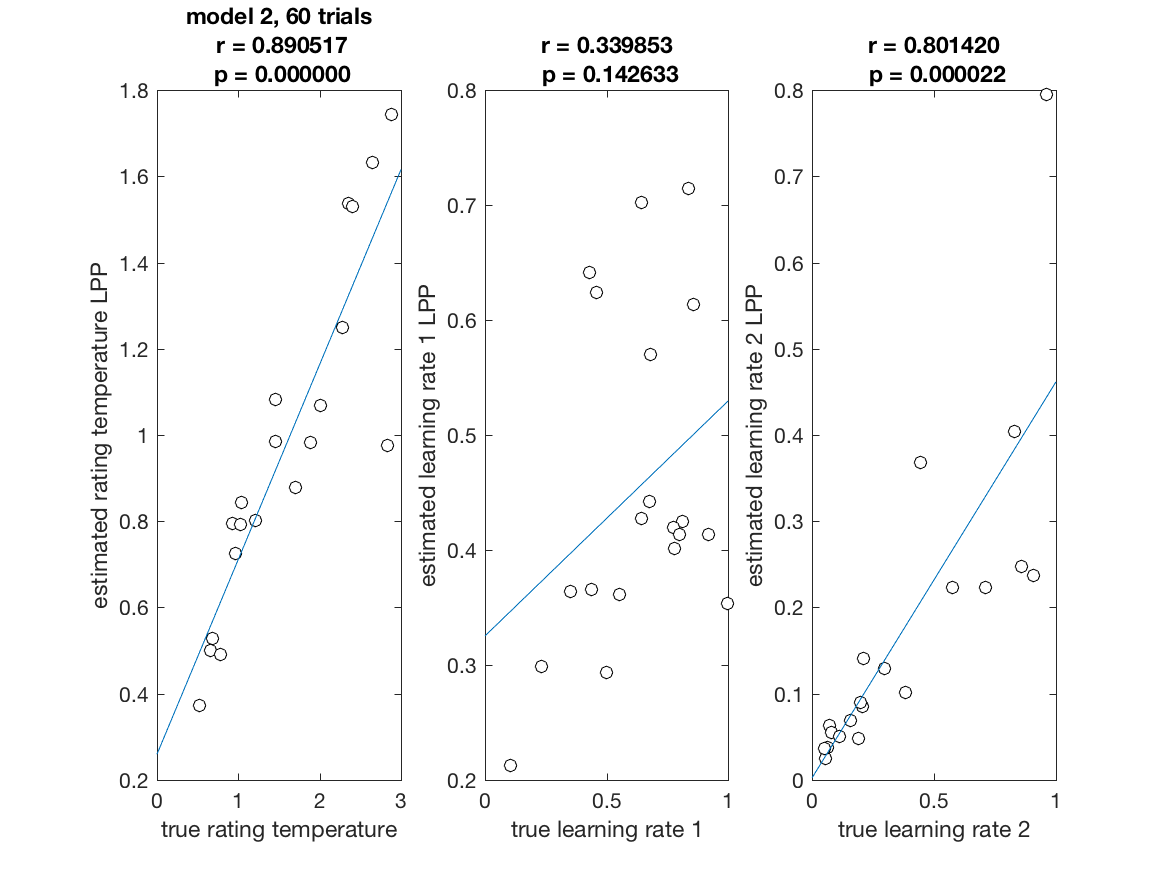 model 2, 60 trials
r = 0.890517
p = 0.000000
r = 0.339853
p = 0.142633
r = 0.801420
p = 0.000022
estimated rating temperature LPP
1.8
1.6
1.4
1.2
1
0.8
0.6
0.4
0.2
0
1
2
3
true rating temperature
estimated learning rate 1 LPP
0.8
0.7
0.6
0.5
0.4
0.3
0.2
0
0.5
1
true learning rate 1
estimated learning rate 2 LPP
0.8
0.7
0.6
0.5
0.4
0.3
0.2
0.1
0
0
0.5
1
true learning rate 2